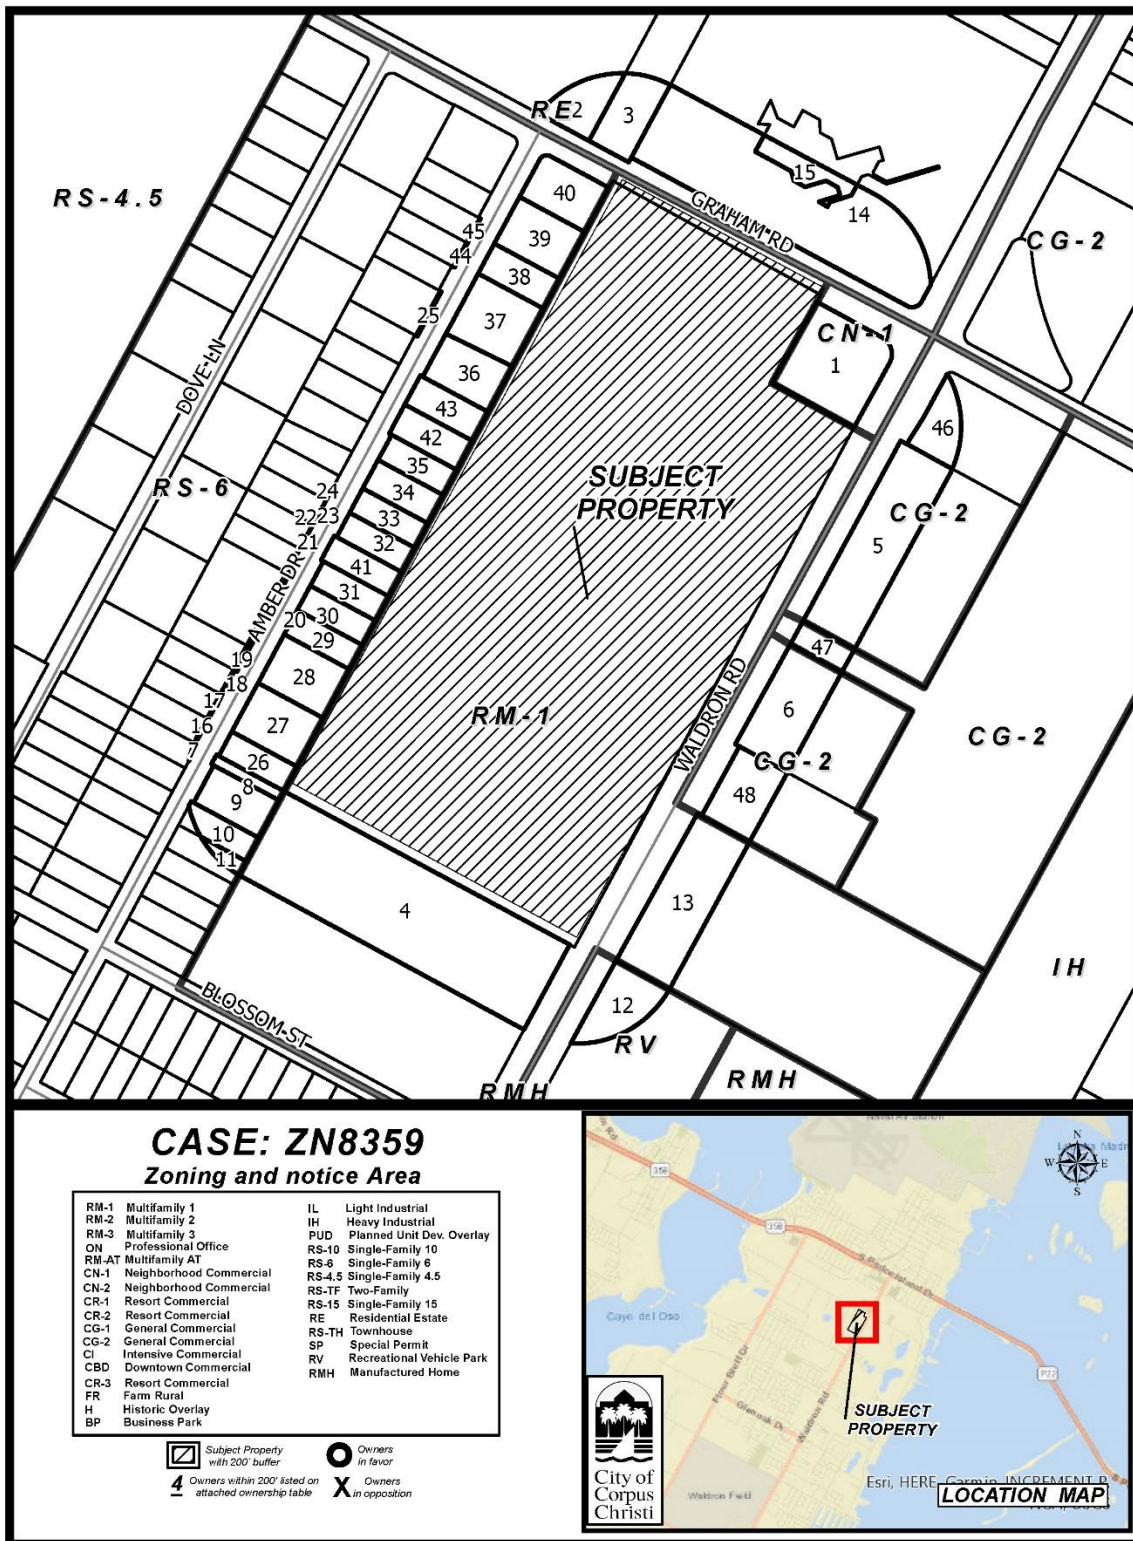 RE
2
3
15
14
RS-4.5
40
GRAHAM RD
45
39
44
CG-2
38
25
37
CN-1
1
36
DOVE LN
43
46
42
SUBJECT
PROPERTY
35
RS-6
24
34
CG-2
22
23
33
21
32
5
41
31
AMBER DR
20
30
29
47
19
28
18
WALDRON RD
17
6
RM-1
27
16
CG-2
7
26
CG-2
8
48
9
10
11
4
13
IH
BLOSSOM ST
12
RV
RMH
RMH
CASE: ZN8359
Zoning and notice Area
RM-1 Multifamily 1
RM-2 Multifamily 2
RM-3 Multifamily 3
ON Professional Office
RM-AT Multifamily AT
CN-1 Neighborhood Commercial
CN-2 Neighborhood Commercial
CR-1 Resort Commercial
CR-2 Resort Commercial
CG-1 General Commercial
CG-2 General Commercial
CI Intensive Commercial
CBD Downtown Commercial
CR-3 Resort Commercial
FR Farm Rural
H Historic Overlay
BP Business Park
IL Light Industrial
IH Heavy Industrial
PUD Planned Unit Dev. Overlay
RS-10 Single-Family 10
RS-6 Single-Family 6
RS-4.5 Single-Family 4.5
RS-TF Two-Family
RS-15 Single-Family 15
RE Residential Estate
RS-TH Townhouse
SP Special Permit
RV Recreational Vehicle Park
RMH Manufactured Home
Subject Property
with 200' buffer
Owners
in favor
4 Owners within 200' listed on
attached ownership table
X Owners
in opposition
358
358
S Padre Island Dr
N
W E
S
Cayo del Oso
Flour Bluff Dr
Glenoak Dr
Waldron Rd
P22
SUBJECT
PROPERTY
Waldron Field
Esri, HERE, Garmin, INCREMENT P
LOCATION MAP
City of
Corpus
Christi